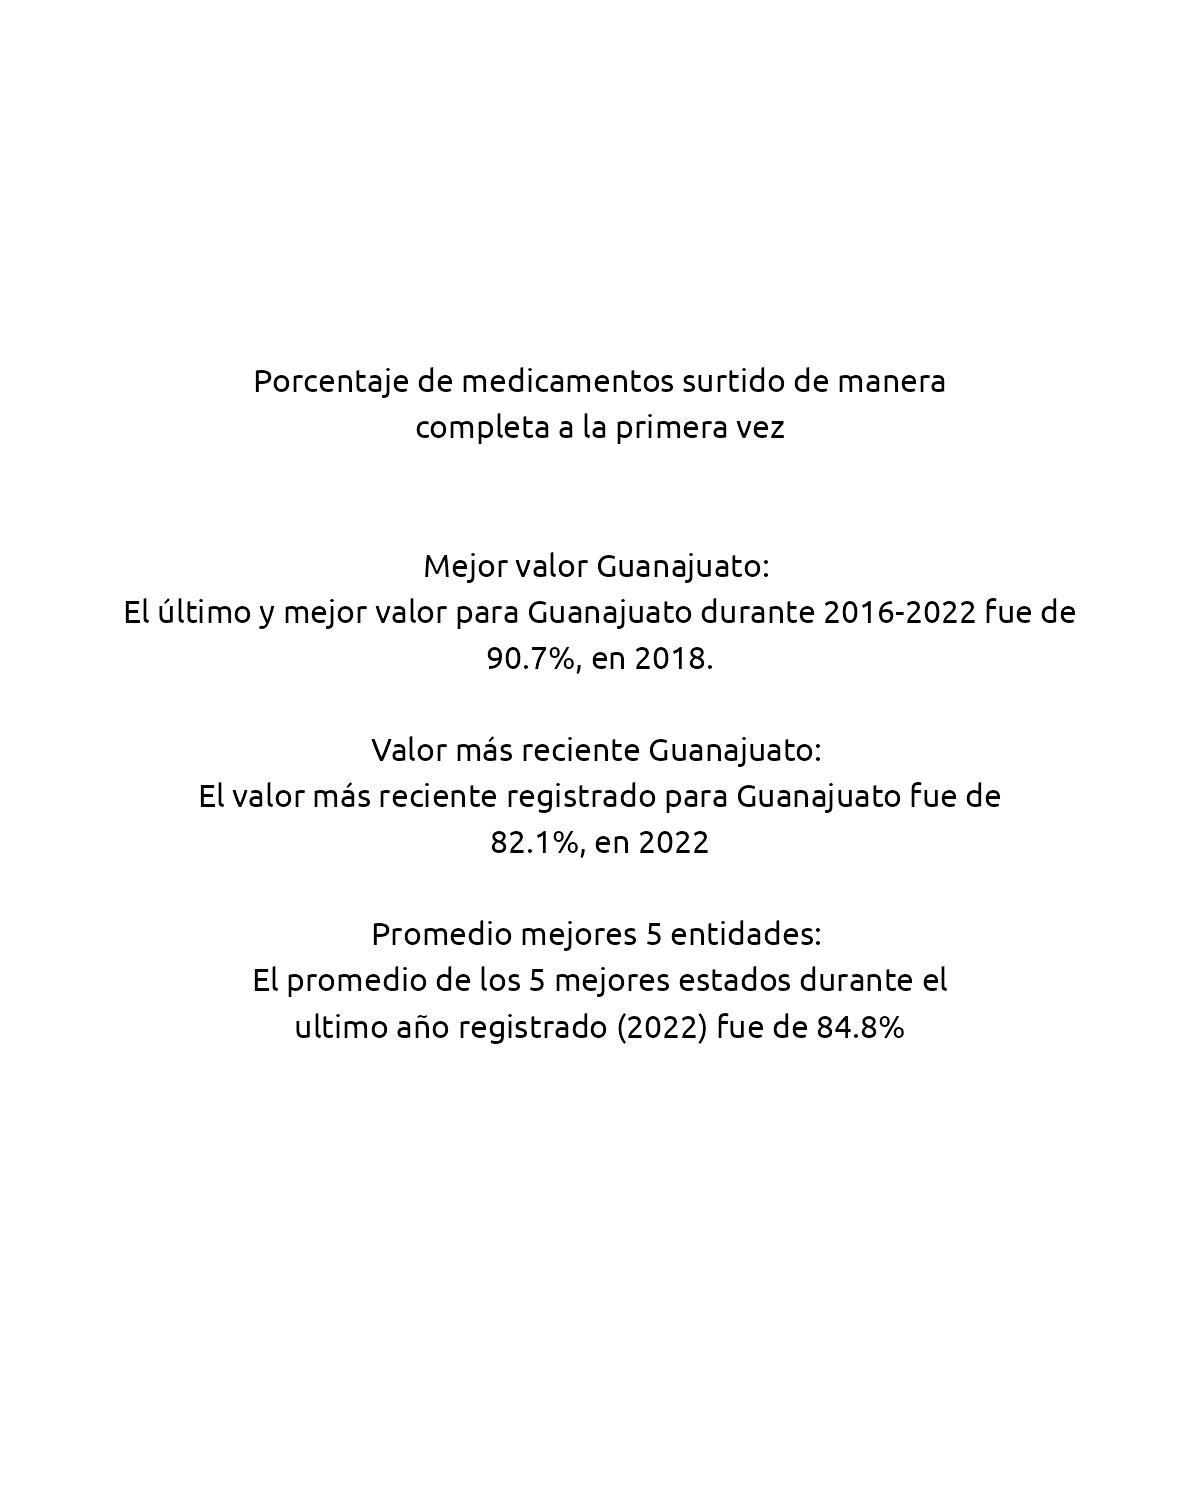 Porcentaje de medicamentos surtido de manera
completa a la primera vez
Mejor valor Guanajuato:
El último y mejor valor para Guanajuato durante 2016-2022 fue de
90.7%, en 2018.
Valor más reciente Guanajuato:
El valor más reciente registrado para Guanajuato fue de
82.1%, en 2022
Promedio mejores 5 entidades:
El promedio de los 5 mejores estados durante el
ultimo año registrado (2022) fue de 84.8%